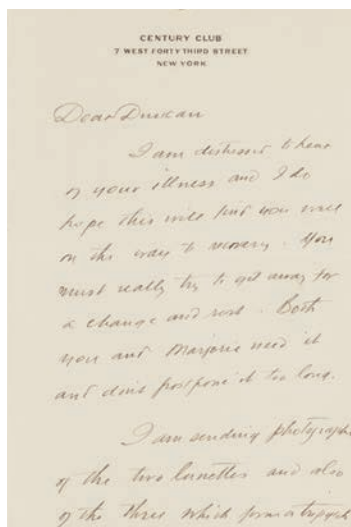 CENTURY CLUB
7 WEST FORTY THIRD STREET
NEW YORK
Dear Duncan
I am distressed to hear
of your illness and I do
hope this will find you well
on the way to recovery. You
must really try to get away for
a change and rest. Both
you and Marjorie need it
and don't postpone it too long.
I am sending photographs
of the two lunettes and also
of the three which form a triptych